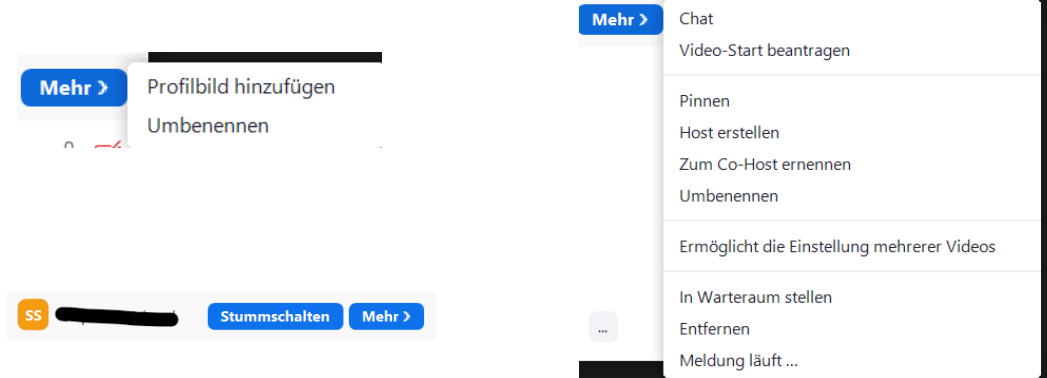 Mehr >
Profilbild hinzufügen
Umbenennen
SS
Stummschalten
Mehr >
Mehr >
Chat
Video-Start beantragen
Pinnen
Host erstellen
Zum Co-Host ernennen
Umbenennen
Ermöglicht die Einstellung mehrerer Videos
In Warteraum stellen
Entfernen
Meldung läuft ...
...